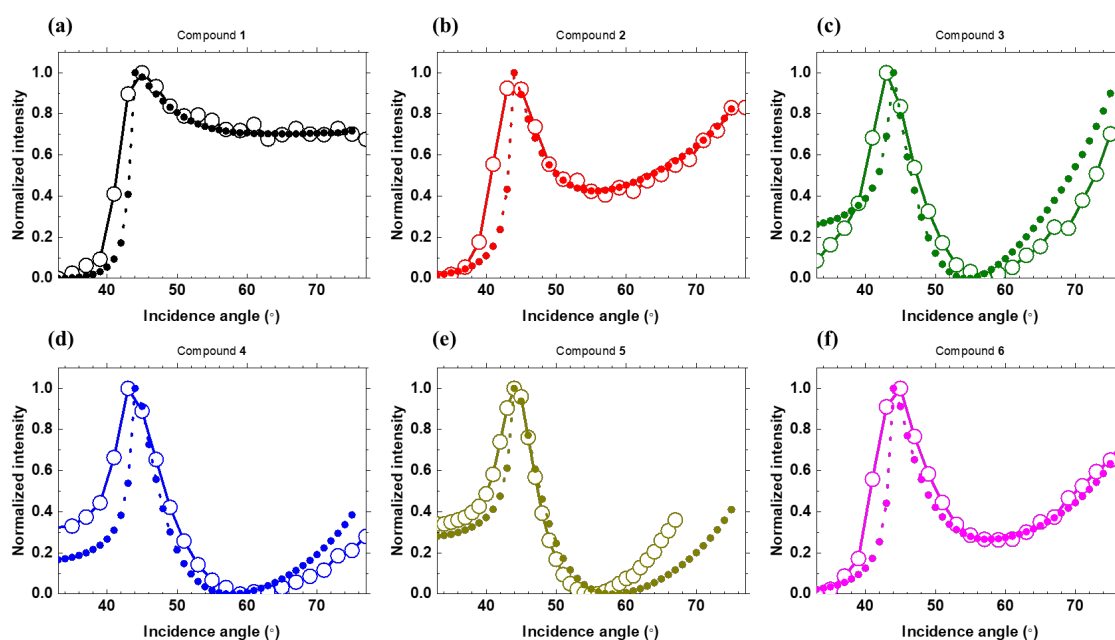 (a)
Compound 1
1.0
0.8
0.6
0.4
0.2
0.0
40
50
60
70
Normalized intensity
Incidence angle (°)
(b)
Compound 2
1.0
0.8
0.6
0.4
0.2
0.0
40
50
60
70
Normalized intensity
Incidence angle (°)
(c)
Compound 3
1.0
0.8
0.6
0.4
0.2
0.0
40
50
60
70
Normalized intensity
Incidence angle (°)
(d)
Compound 4
1.0
0.8
0.6
0.4
0.2
0.0
40
50
60
70
Normalized intensity
Incidence angle (°)
(e)
Compound 5
1.0
0.8
0.6
0.4
0.2
0.0
40
50
60
70
Normalized intensity
Incidence angle (°)
(f)
Compound 6
1.0
0.8
0.6
0.4
0.2
0.0
40
50
60
70
Normalized intensity
Incidence angle (°)